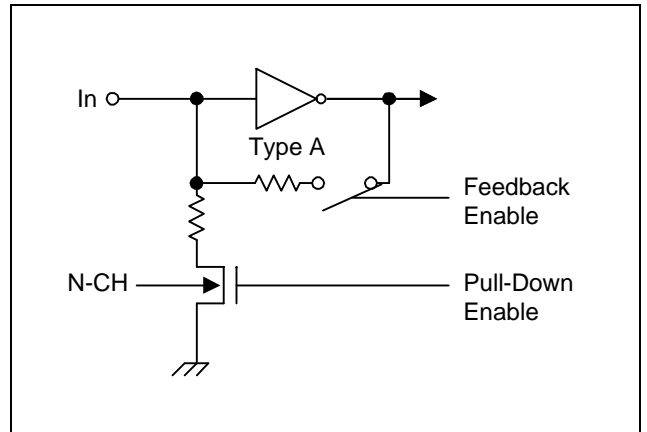 In
Type A
Feedback
Enable
N-CH
Pull-Down
Enable